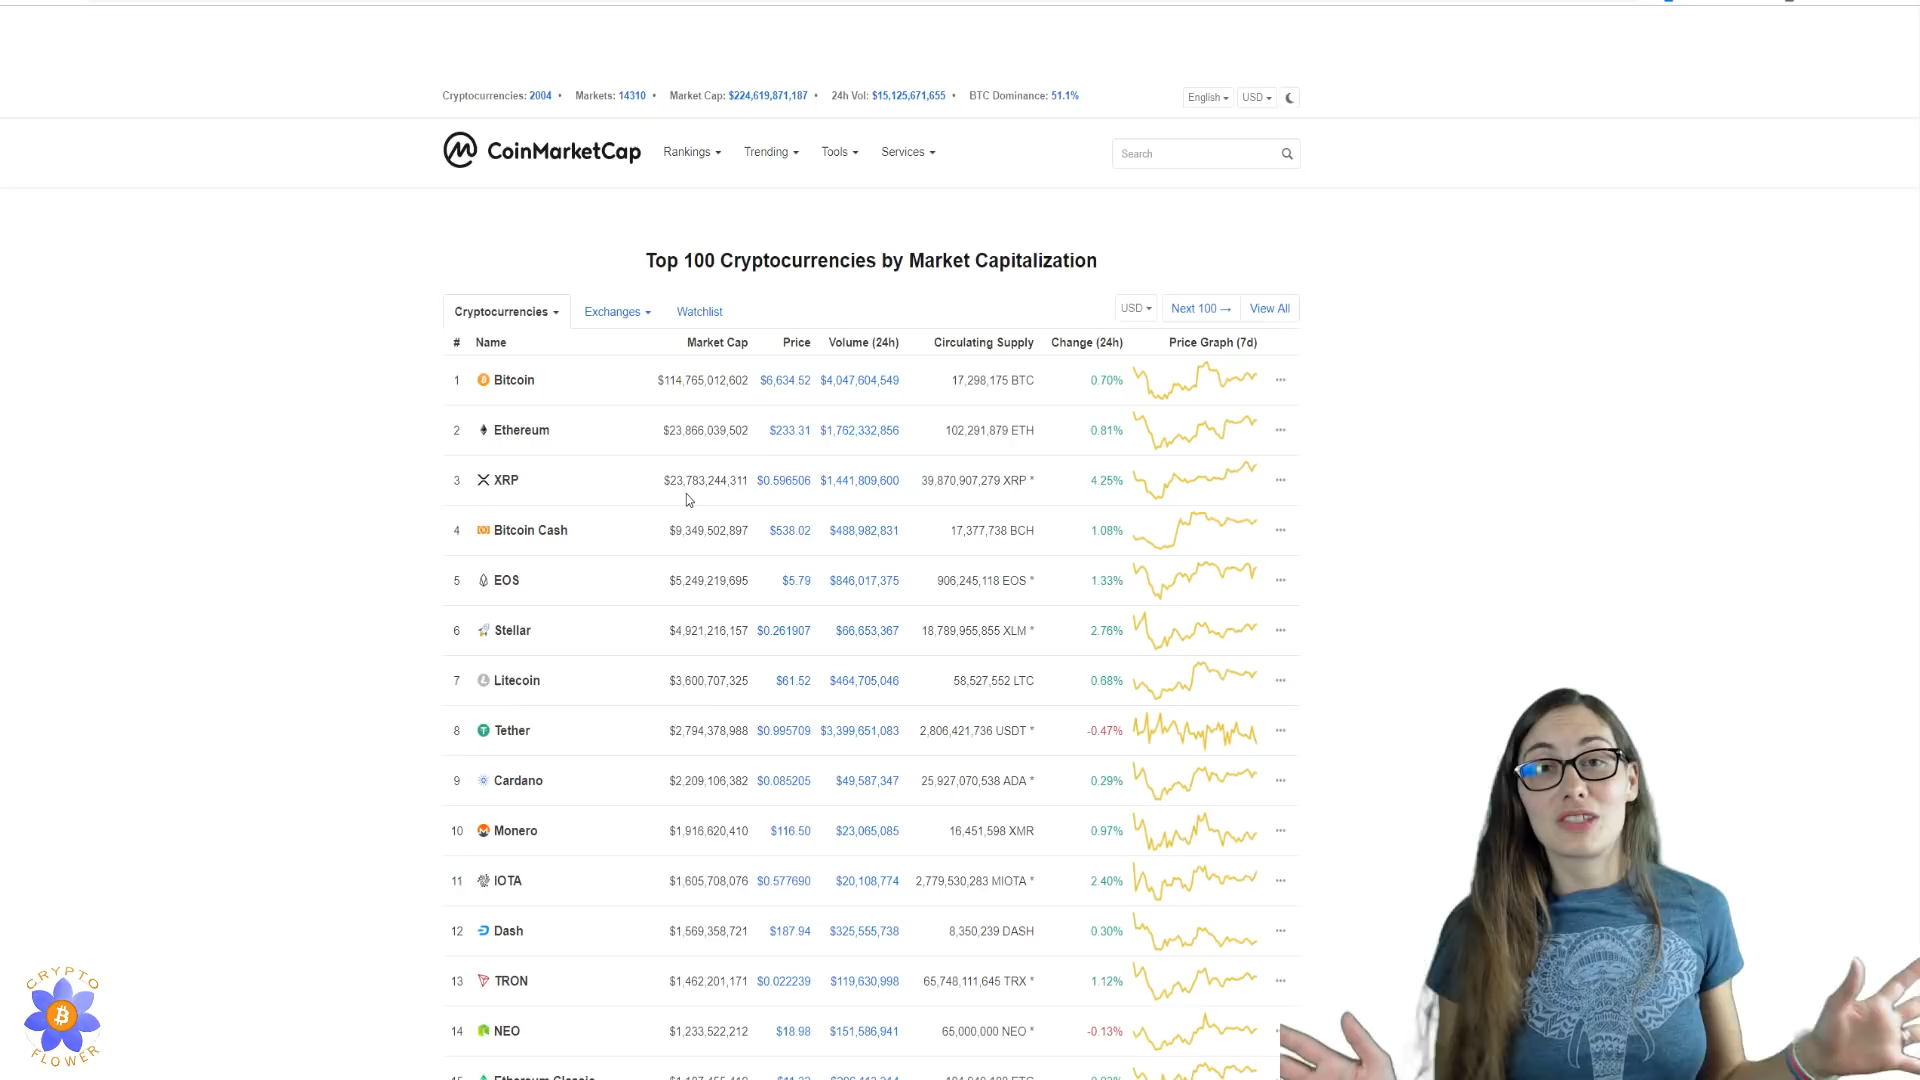 Cryptocurrencies: 2004 • Markets: 14310 • Market Cap: $224,619,871,187 • 24h Vol: $15,125,671,655 • BTC Dominance: 51.1% English USD
CoinMarketCap Rankings Trending Tools Services Search
Top 100 Cryptocurrencies by Market Capitalization
Cryptocurrencies Exchanges Watchlist USD Next 100 → View All
# Name Market Cap Price Volume (24h) Circulating Supply Change (24h) Price Graph (7d)
1 Bitcoin $114,765,012,602 $6,634.52 $4,047,604,549 17,298,175 BTC 0.70%
2 Ethereum $23,866,039,502 $233.31 $1,762,332,856 102,291,879 ETH 0.81%
3 XRP $23,783,244,311 $0.596506 $1,441,809,600 39,870,907,279 XRP * 4.25%
4 Bitcoin Cash $9,349,502,897 $538.02 $488,982,831 17,377,738 BCH 1.08%
5 EOS $5,249,219,695 $5.79 $846,017,375 906,245,118 EOS * 1.33%
6 Stellar $4,921,216,157 $0.261907 $66,653,367 18,789,955,855 XLM * 2.76%
7 Litecoin $3,600,707,325 $61.52 $464,705,046 58,527,552 LTC 0.68%
8 Tether $2,794,378,988 $0.995709 $3,399,651,083 2,806,421,736 USDT * -0.47%
9 Cardano $2,209,106,382 $0.085205 $49,587,347 25,927,070,538 ADA * 0.29%
10 Monero $1,916,620,410 $116.50 $23,065,085 16,451,598 XMR 0.97%
11 IOTA $1,605,708,076 $0.577690 $20,108,774 2,779,530,283 MIOTA * 2.40%
12 Dash $1,569,358,721 $187.94 $325,555,738 8,350,239 DASH 0.30%
13 TRON $1,462,201,171 $0.022239 $119,630,998 65,748,111,645 TRX * 1.12%
14 NEO $1,233,522,212 $18.98 $151,586,941 65,000,000 NEO * -0.13%
CRYPTO
FLOWER